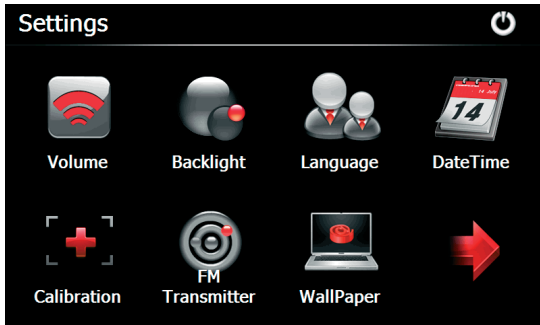 Settings
Volume
Backlight
Language
DateTime
14
Calibration
FM
Transmitter
WallPaper